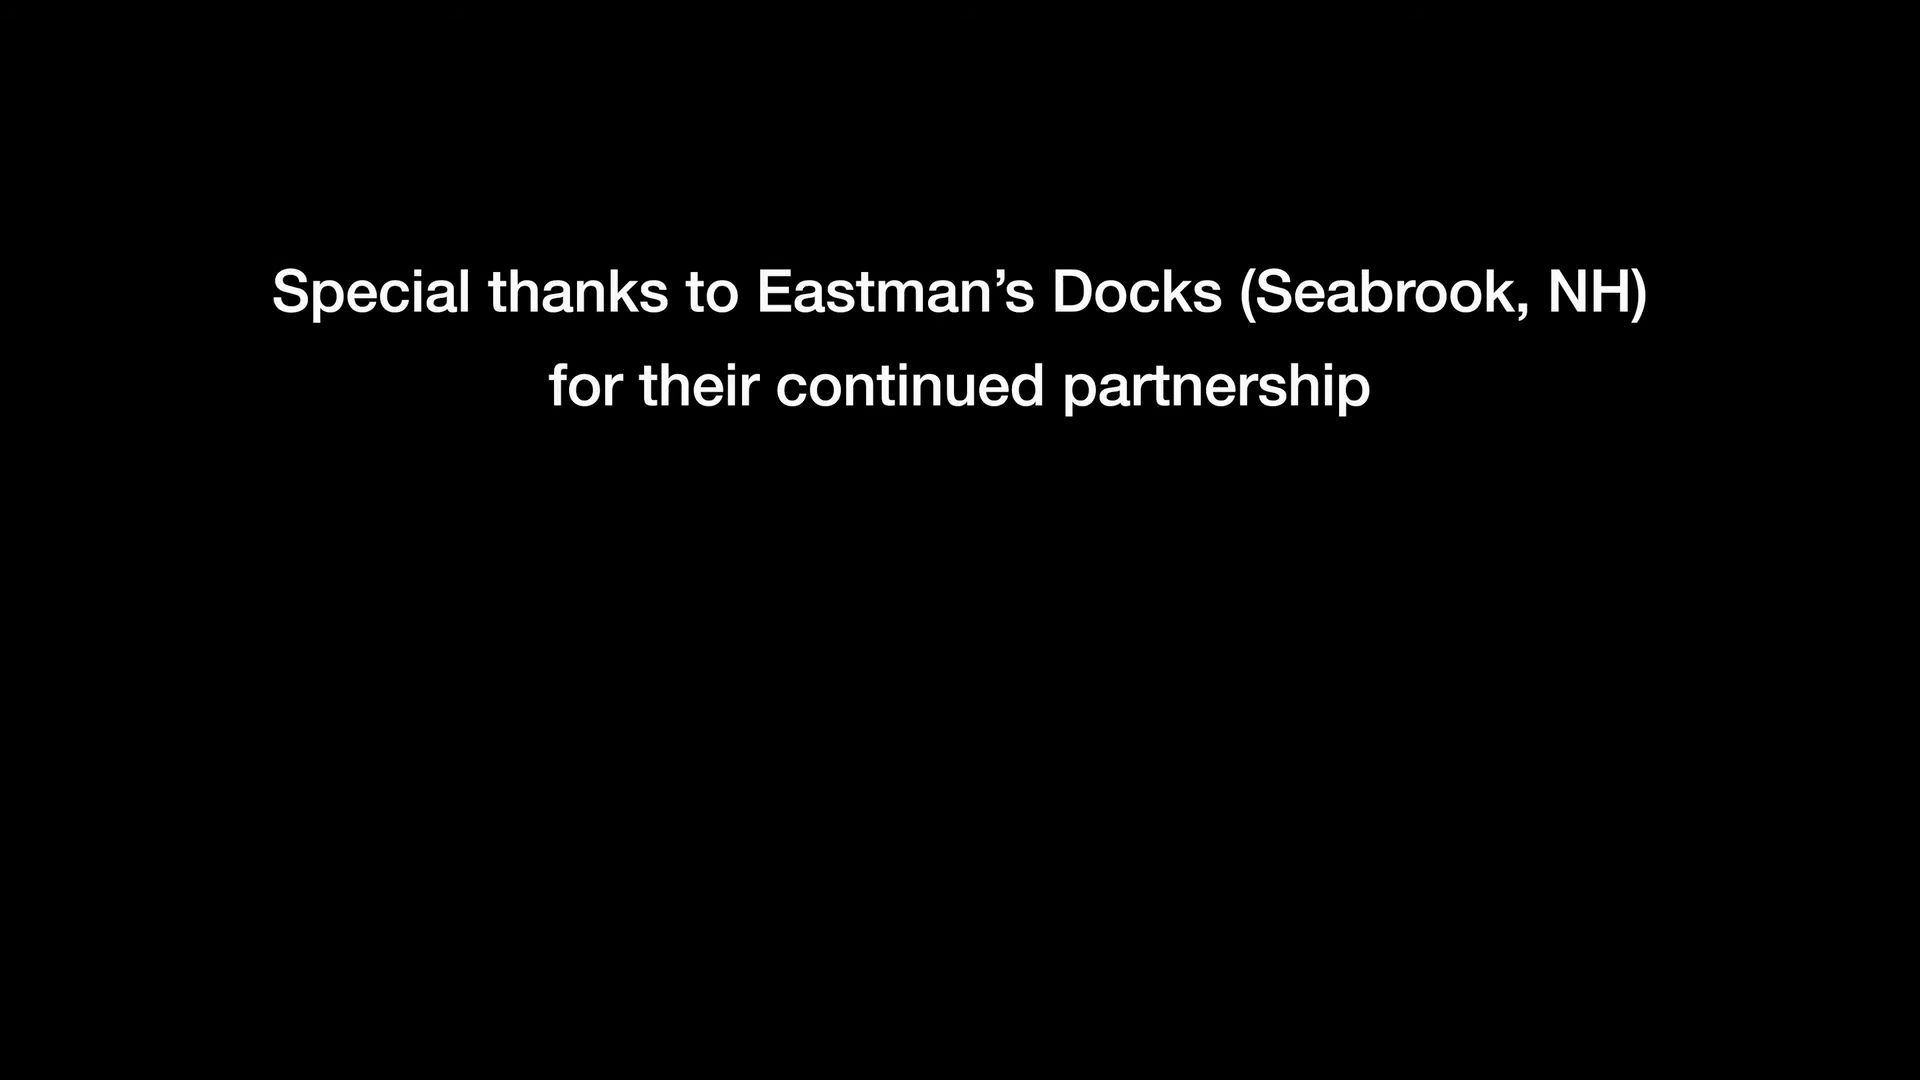 Special thanks to Eastman’s Docks (Seabrook, NH)
for their continued partnership